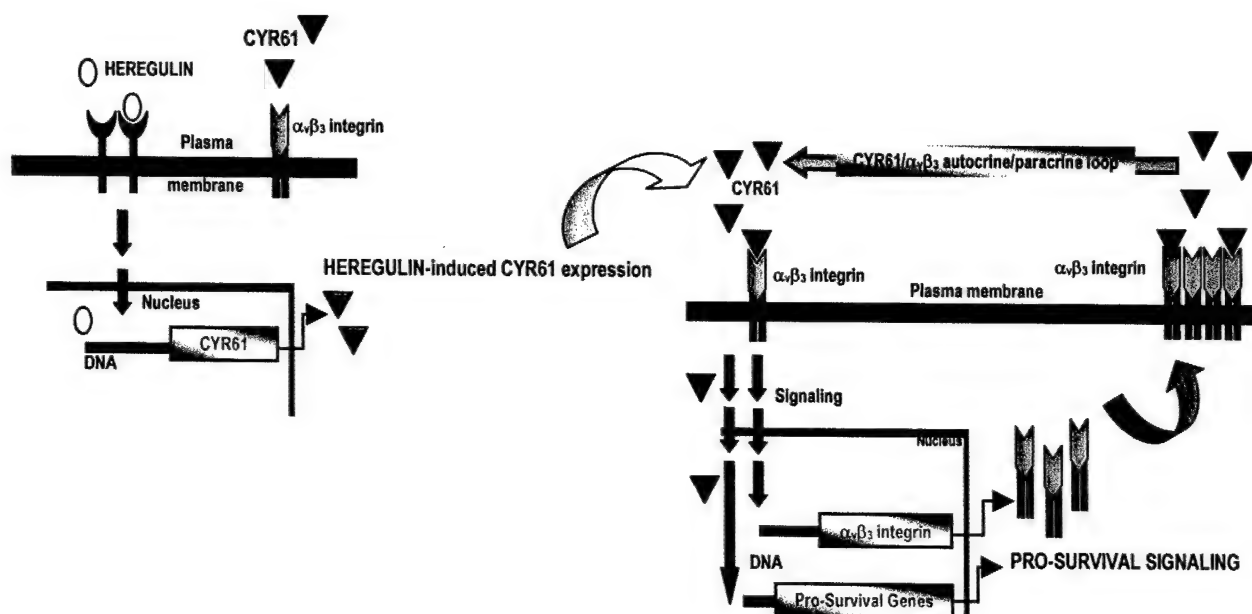 CYR61
HEREGULIN
αvβ3 integrin
Plasma
membrane
Nucleus
CYR61
DNA
HEREGULIN-induced CYR61 expression
CYR61/αvβ3 autocrine/paracrine loop
CYR61
αvβ3 integrin
αvβ3 integrin
Plasma membrane
Signaling
Nucleus
αvβ3 integrin
DNA
PRO-SURVIVAL SIGNALING
Pro-Survival Genes